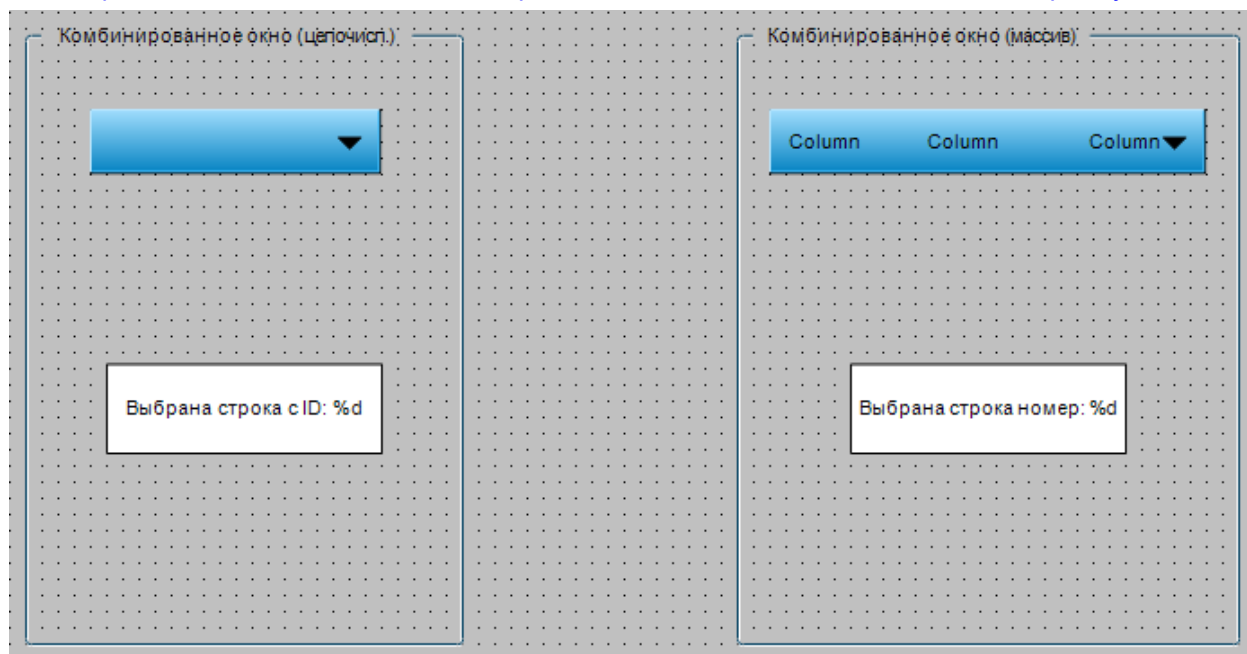 Комбинированное окно (целочисл.)
Комбинированное окно (массив)
Column Column Column
Выбрана строка с ID: %d
Выбрана строка номер: %d